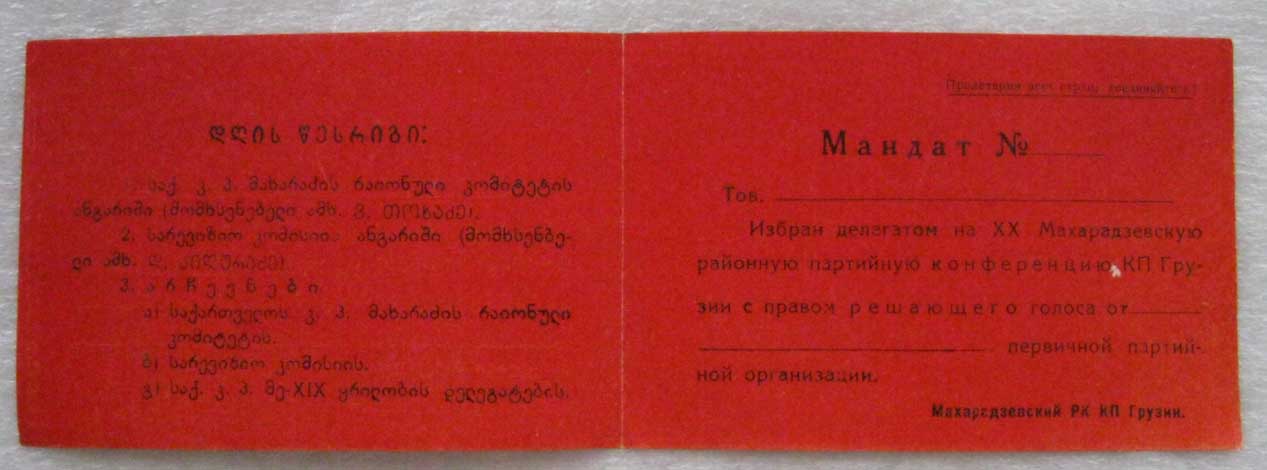 დღის წესრიგი:
საქ. კ. პ. მახარაძის რაიონული კომიტეტის
ანგარიში (მომხსენებელი ამხ. ვ. თოხაძე).
2. სარევიზიო კომისიის ანგარიში (მომხსენებე-
ლი ამხ.
3. არჩევნები
ა) საქართველოს კ. პ. მახარაძის რაიონული
კომიტეტის.
ბ) სარევიზიო კომისიის.
გ) საქ. კ. პ. მე-XIX ყრილობის დელეგატების.
Пролетарии всех стран, соединяйтесь!
Мандат №
Тов.
Избран делегатом на XX Махарадзевскую
районную партийную конференцию КП Гру-
зии с правом решающего голоса от
первичной партий-
ной организации.
Махарадзевский РК КП Грузии.